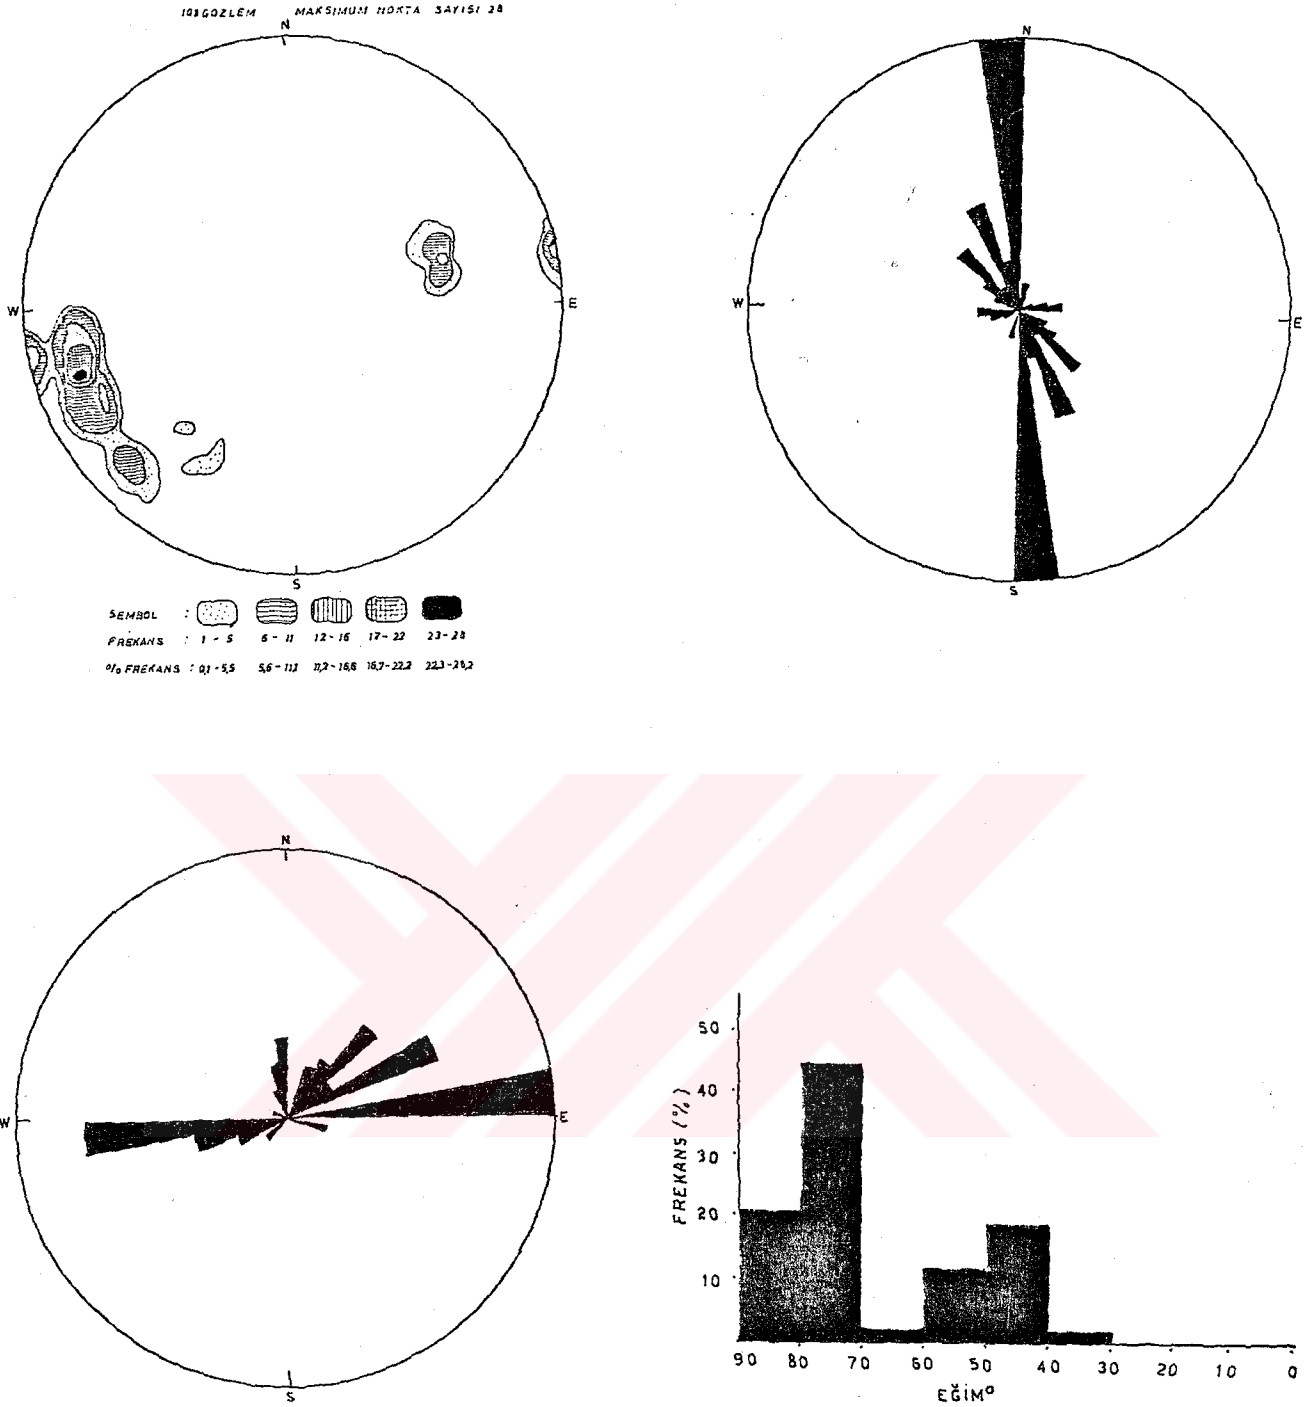 GÖZLEM MAKSIMUM NOKTA SAYISI 28
N
W E
S
SEMBOL :
FREKANS : 1 - 5 6 - 11 12 - 16 17 - 22 23 - 28
% FREKANS : 0,1 - 5,5 5,6 - 11,1 11,2 - 16,6 16,7 - 22,2 22,3 - 28,2
N
W E
S
N
W E
S
FREKANS (%)
50
40
30
20
10
90 80 70 60 50 40 30 20 10 0
EĞİM°